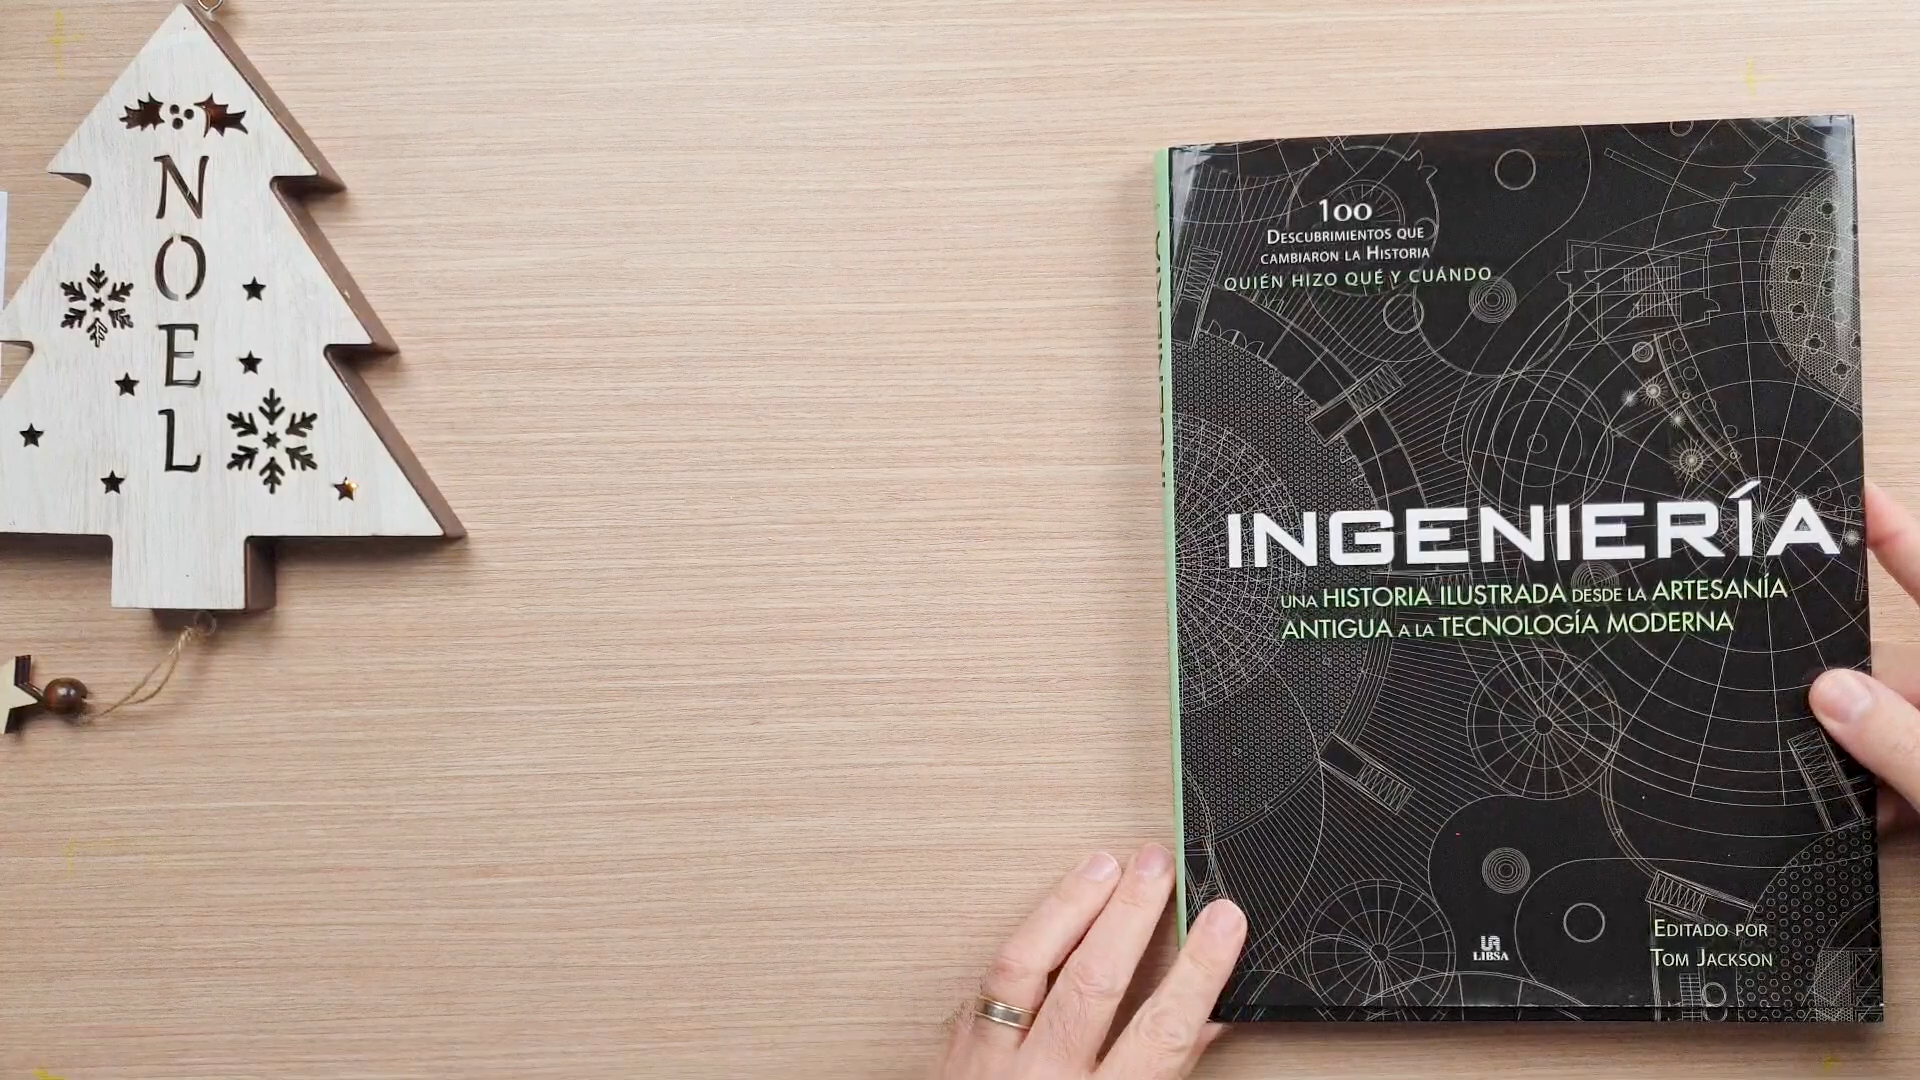 NOEL
100
DESCUBRIMIENTOS QUE
CAMBIARON LA HISTORIA
QUIÉN HIZO QUÉ Y CUÁNDO
INGENIERÍA
UNA HISTORIA ILUSTRADA DESDE LA ARTESANÍA
ANTIGUA A LA TECNOLOGÍA MODERNA
EDITADO POR
TOM JACKSON
LIBSA
INGENIERÍA